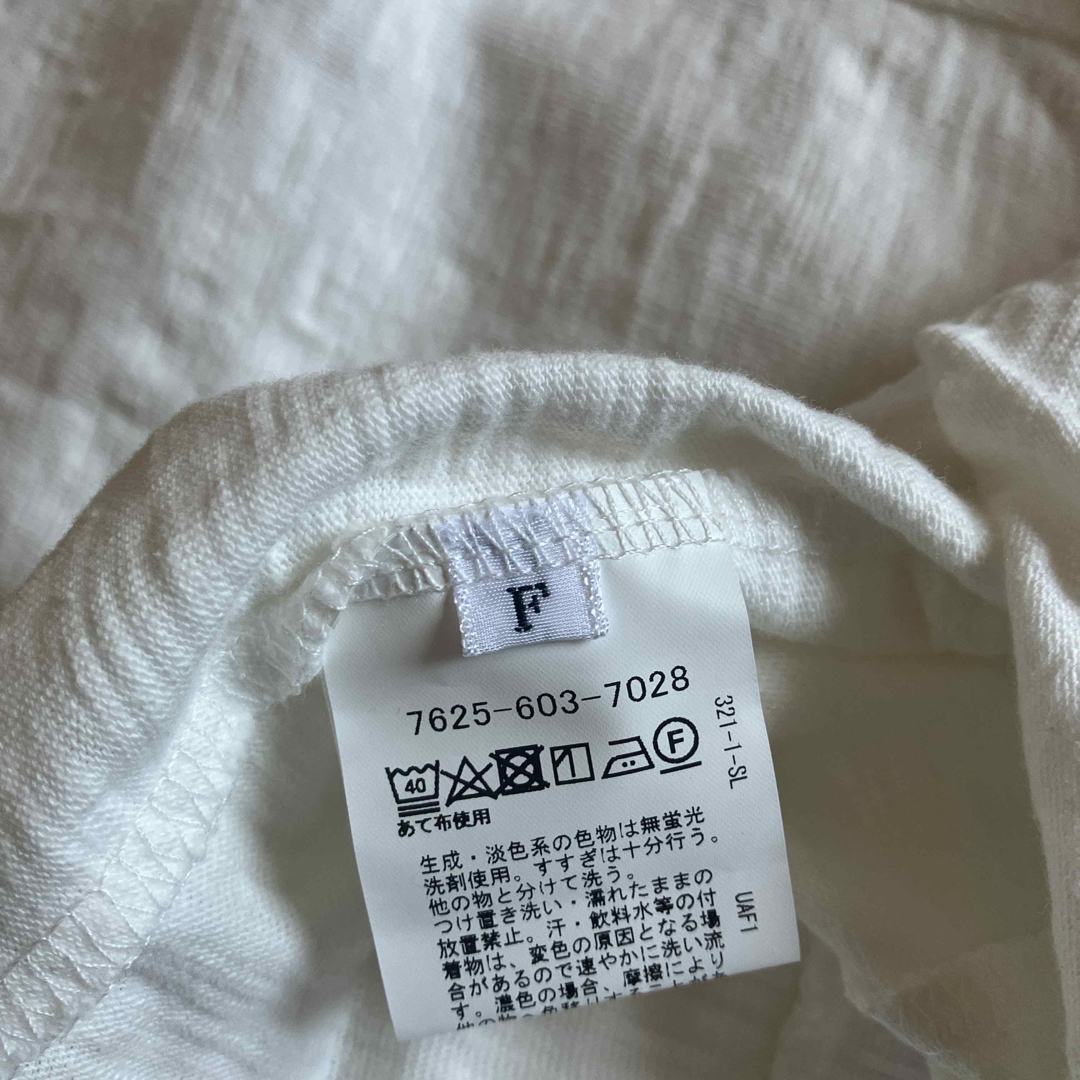 F
7625-603-7028
321-1-SL
40
F
あて布使用
生成・淡色系の色物は無蛍光
洗剤使用。すすぎは十分行う。
他の物と分けて洗う。
つけ置き洗い・濡れたままの
放置禁止。汗・飲料水等の付
着物は、変色の原因となる場
合があるので速やかに洗い流
す。濃色の場合、摩擦により
UAF1